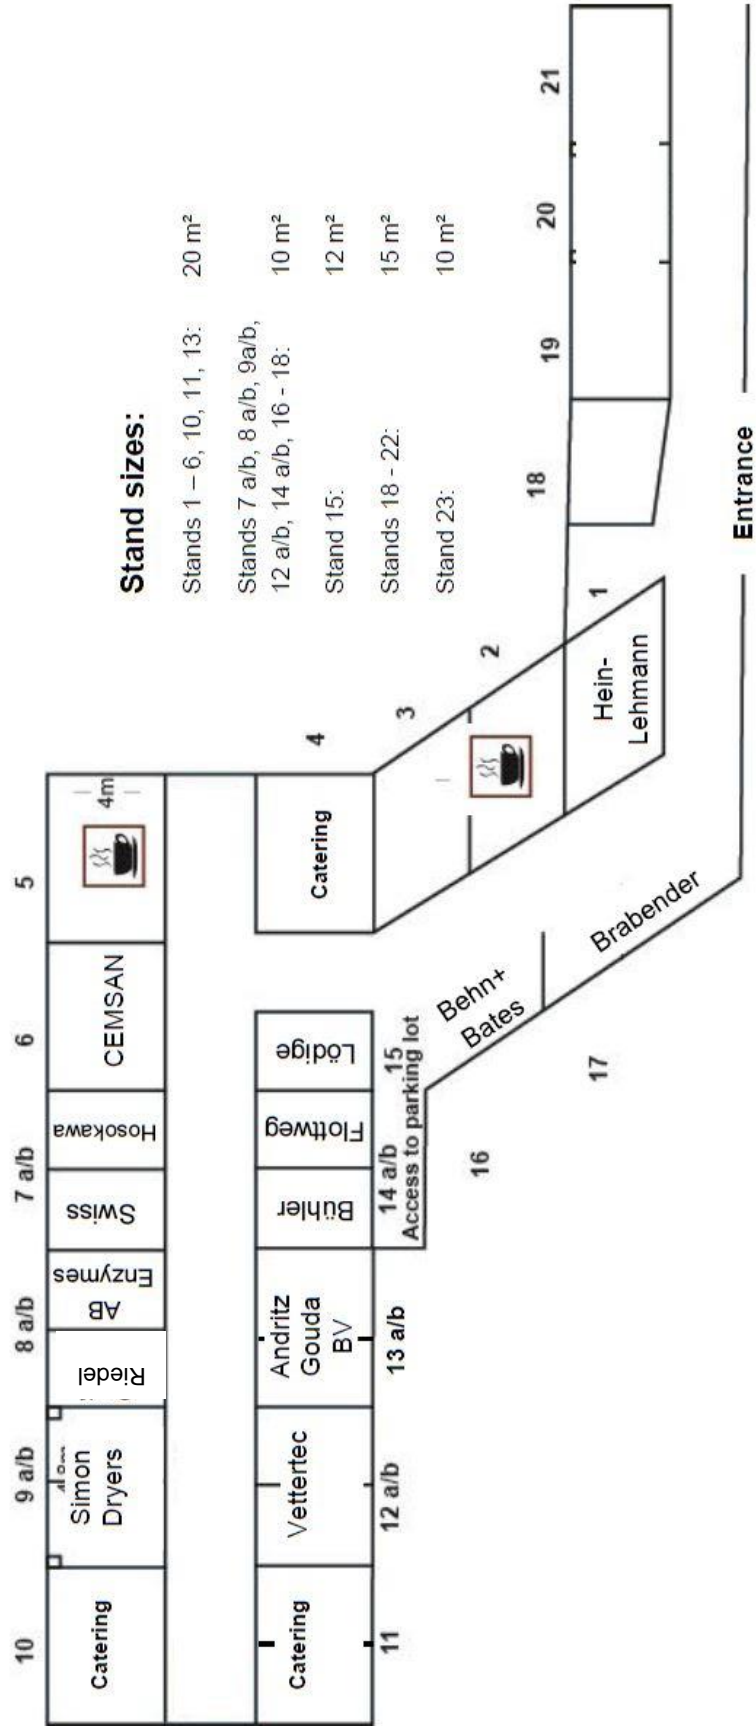 Stand sizes:
Stands 1 – 6, 10, 11, 13: 20 m²
Stands 7 a/b, 8 a/b, 9a/b,
12 a/b, 14 a/b, 16 - 18: 10 m²
Stand 15: 12 m²
Stands 18 - 22: 15 m²
Stand 23: 10 m²
10
9 a/b
8 a/b
7 a/b
6
5
Catering
Simon
Dryers
Riedel
AB
Enzymes
Swiss
Hosokawa
CEMSAN
4m
Catering
Vettertec
Andritz
Gouda
BV
Bühler
Flottweg
Lödige
Catering
4
3
2
1
11
12 a/b
13 a/b
14 a/b
15
Access to parking lot
16
17
Behn+
Bates
Brabender
Hein-
Lehmann
18
19
20
21
Entrance